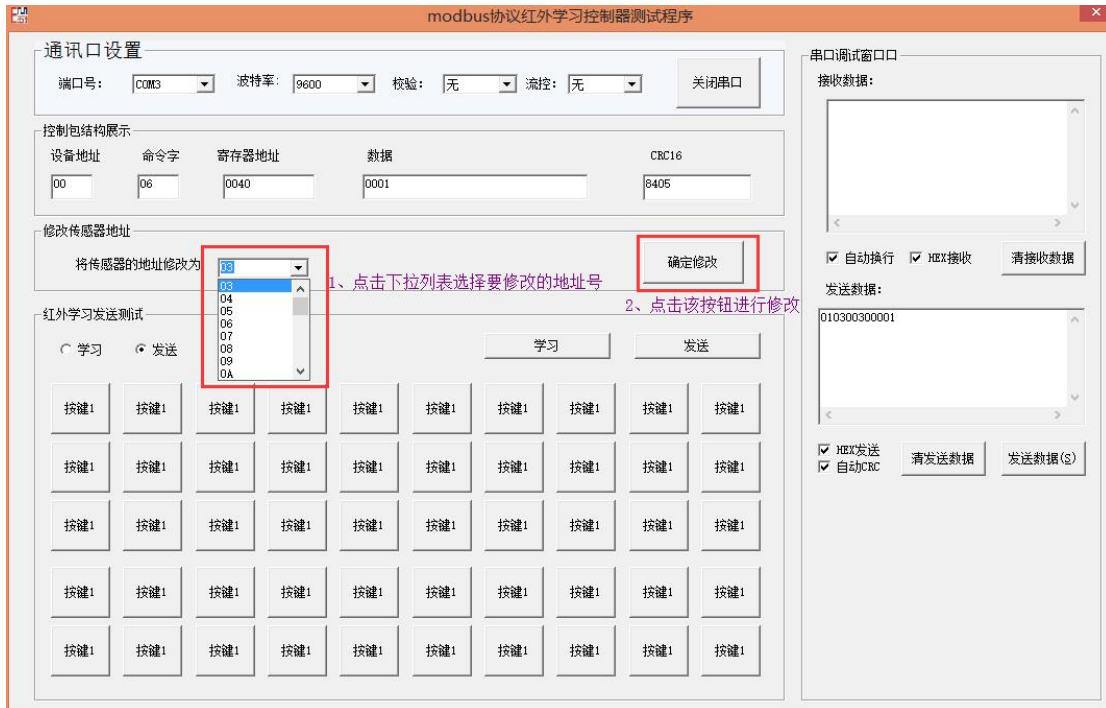 modbus协议红外学习控制器测试程序
通讯口设置
端口号： COM3 波特率： 9600 校验： 无 流控： 无 关闭串口
控制包结构展示
设备地址 命令字 寄存器地址 数据 CRC16
00 06 0040 0001 8405
修改传感器地址
将传感器的地址修改为 03 确定修改
03
04
05
06
07
08
09
0A
1、点击下拉列表选择要修改的地址号
2、点击该按钮进行修改
红外学习发送测试
学习 发送 学习 发送
按键1 按键1 按键1 按键1 按键1 按键1 按键1 按键1 按键1 按键1
按键1 按键1 按键1 按键1 按键1 按键1 按键1 按键1 按键1 按键1
按键1 按键1 按键1 按键1 按键1 按键1 按键1 按键1 按键1 按键1
按键1 按键1 按键1 按键1 按键1 按键1 按键1 按键1 按键1 按键1
按键1 按键1 按键1 按键1 按键1 按键1 按键1 按键1 按键1 按键1
串口调试窗口口
接收数据：
自动换行 HEX接收 清接收数据
发送数据：
010300300001
HEX发送
自动CRC
清发送数据 发送数据(S)